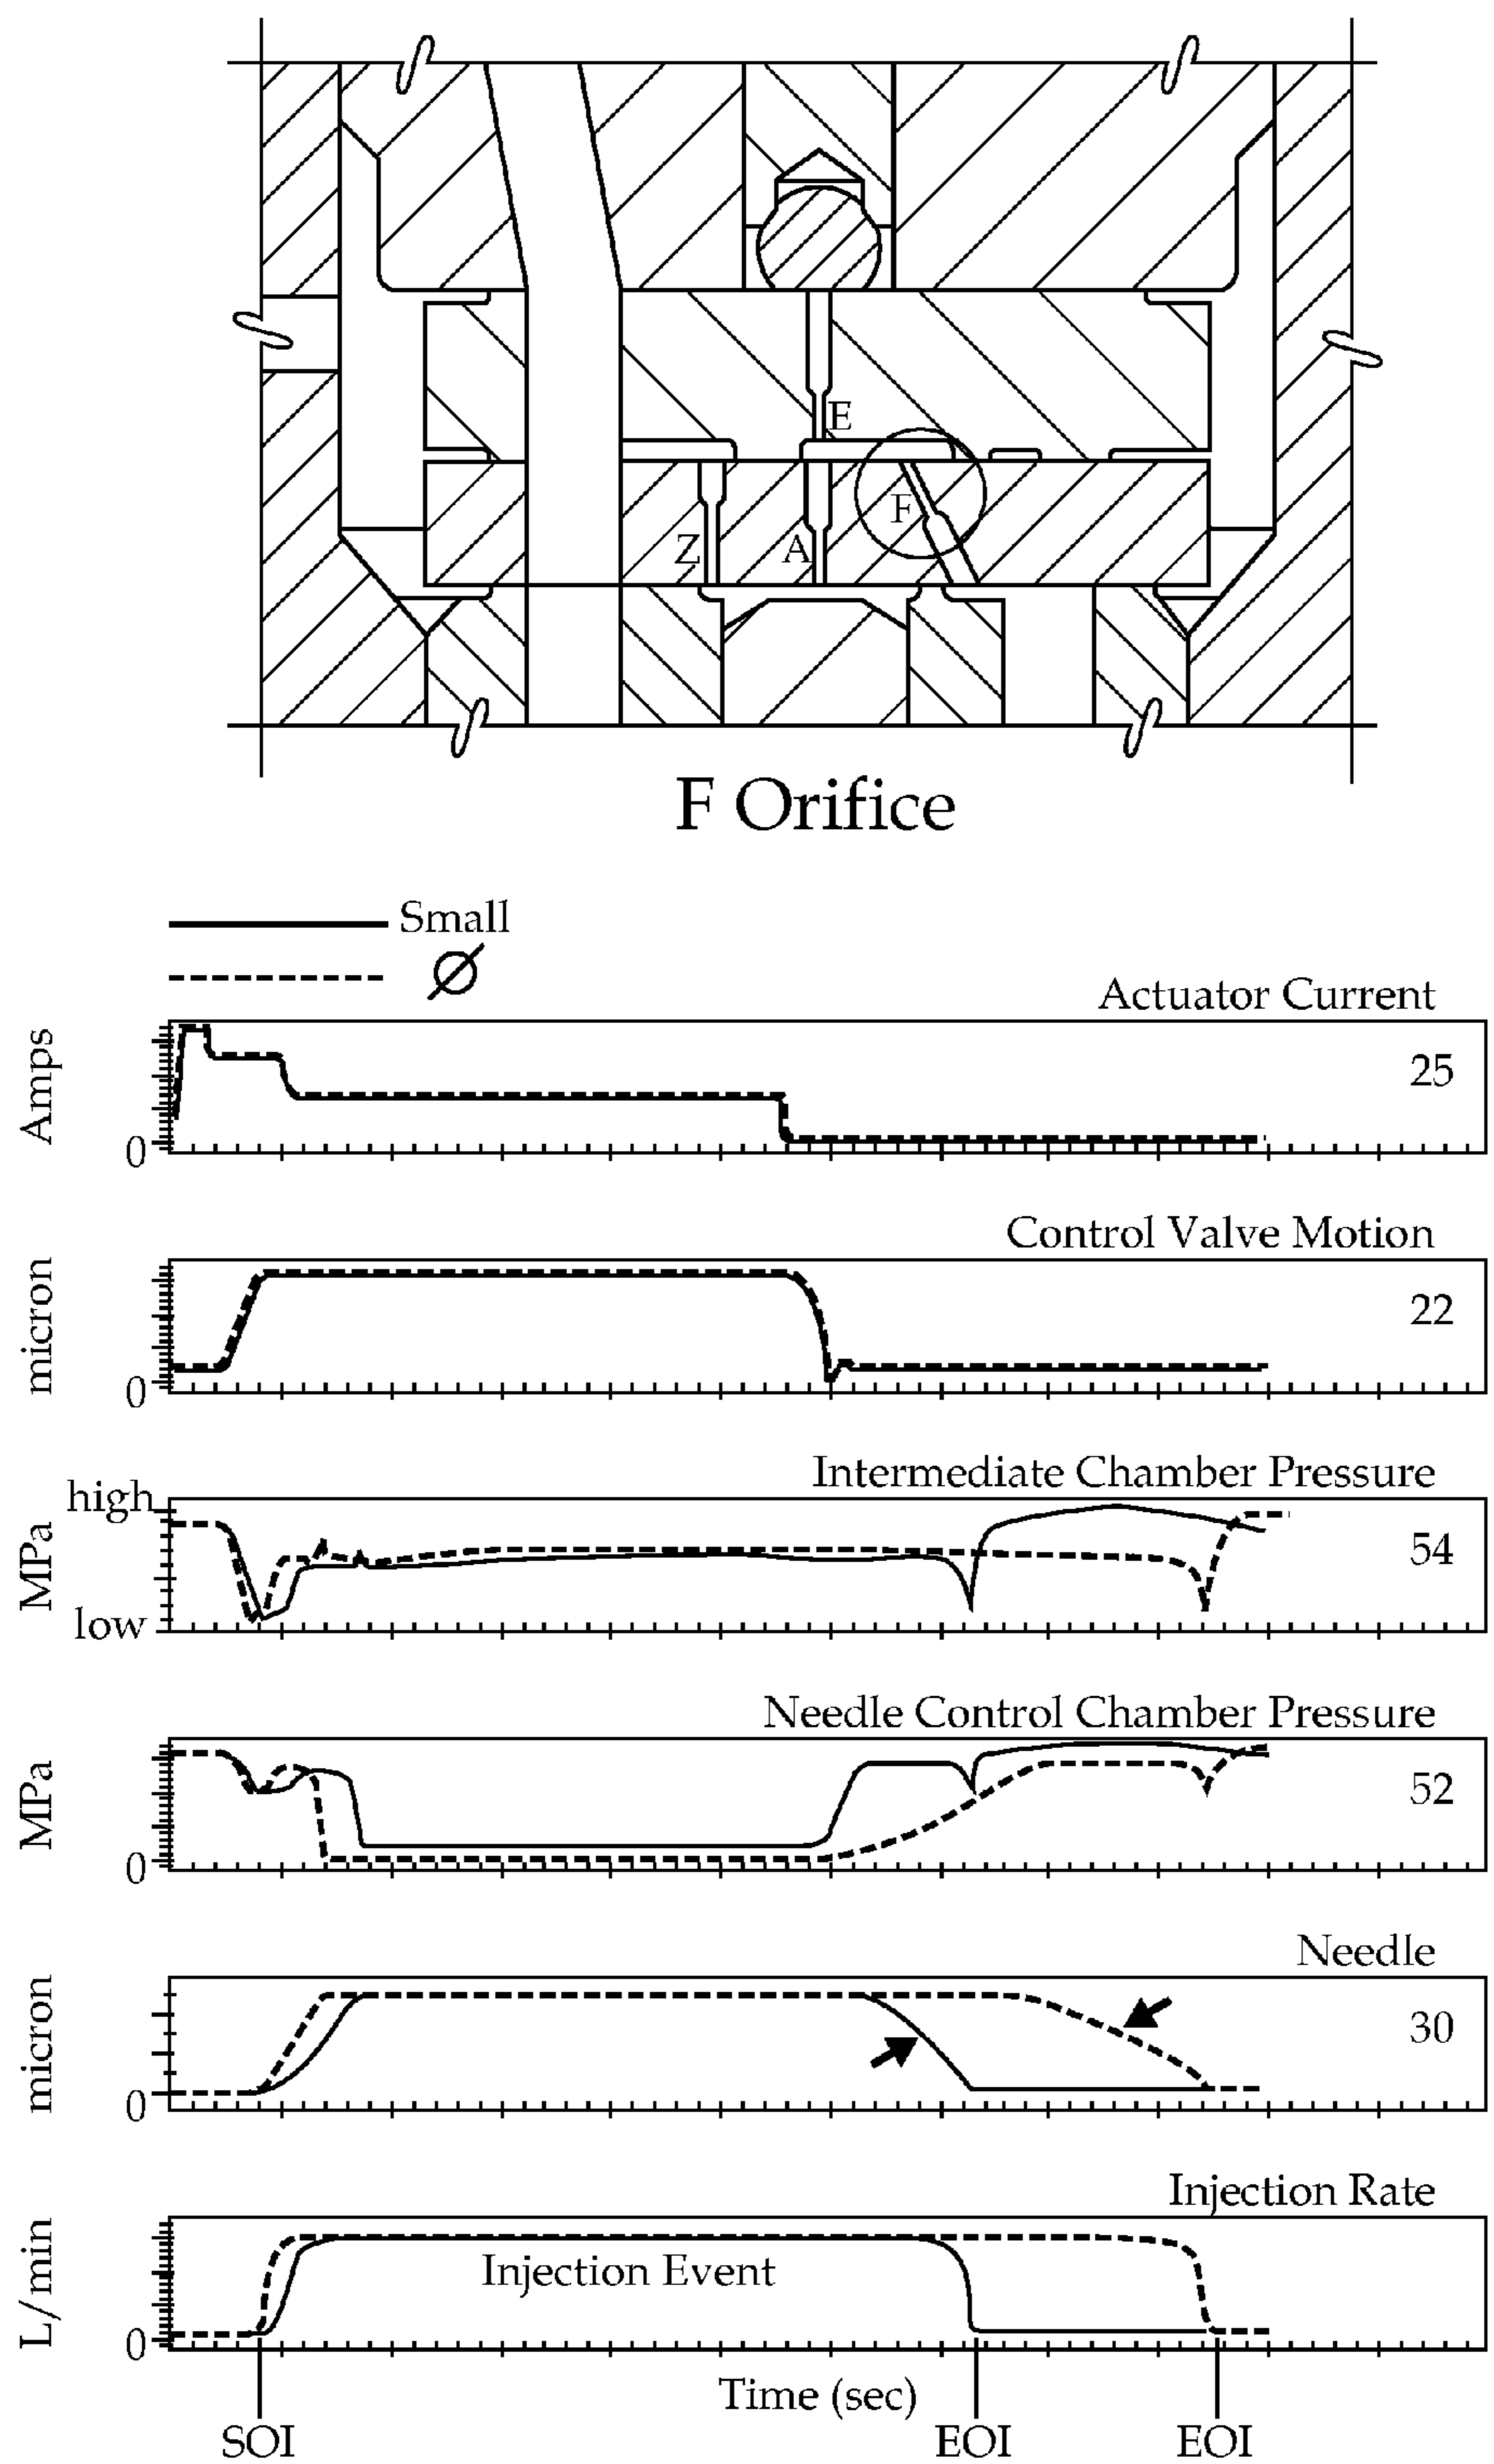 E
F
Z
A
F Orifice
Small
Ø
Actuator Current
Amps
25
0
Control Valve Motion
micron
22
0
Intermediate Chamber Pressure
high
MPa
54
low
Needle Control Chamber Pressure
MPa
52
0
Needle
micron
30
0
Injection Rate
L/min
Injection Event
0
Time (sec)
SOI
EOI
EOI